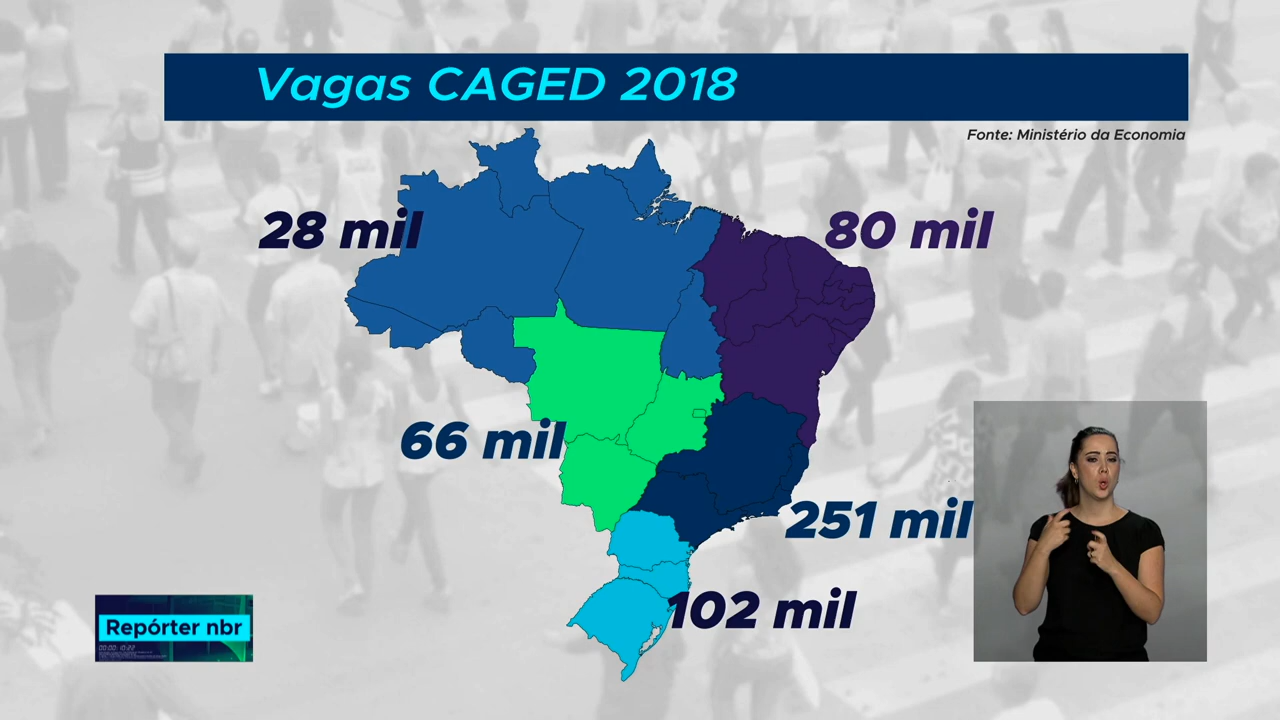 Vagas CAGED 2018
Fonte: Ministério da Economia
28 mil
80 mil
66 mil
251 mil
102 mil
Repórter nbr